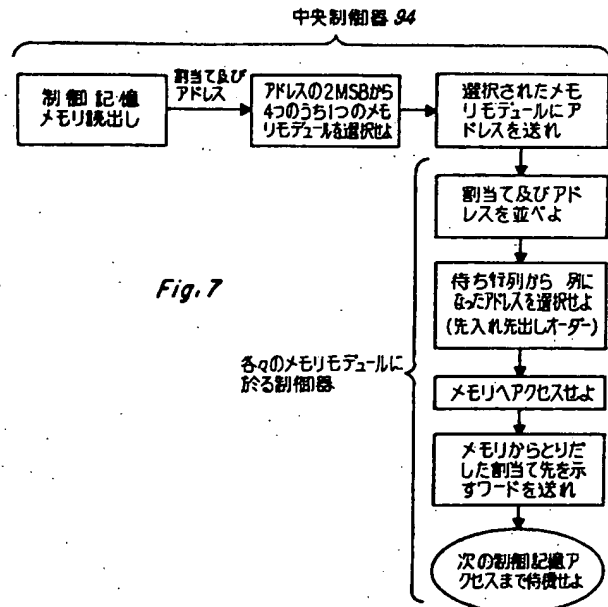 中央制御器 94
制御記憶
メモリ読出し
割当て及び
アドレス
アドレスの2MSBから
4つのうち1つのメモ
リモデュールを選択せよ
選択されたメモ
リモデュールにア
ドレスを送れ
割当て及びアド
レスを並べよ
Fig. 7
待ち行列から 列に
なったアドレスを選択せよ
(先入れ先出しオーダー)
各々のメモリモデュールに
於る制御器
メモリへアクセスせよ
メモリからとりだ
した割当て先を示
すワードを送れ
次の制御記憶ア
クセスまで待機せよ